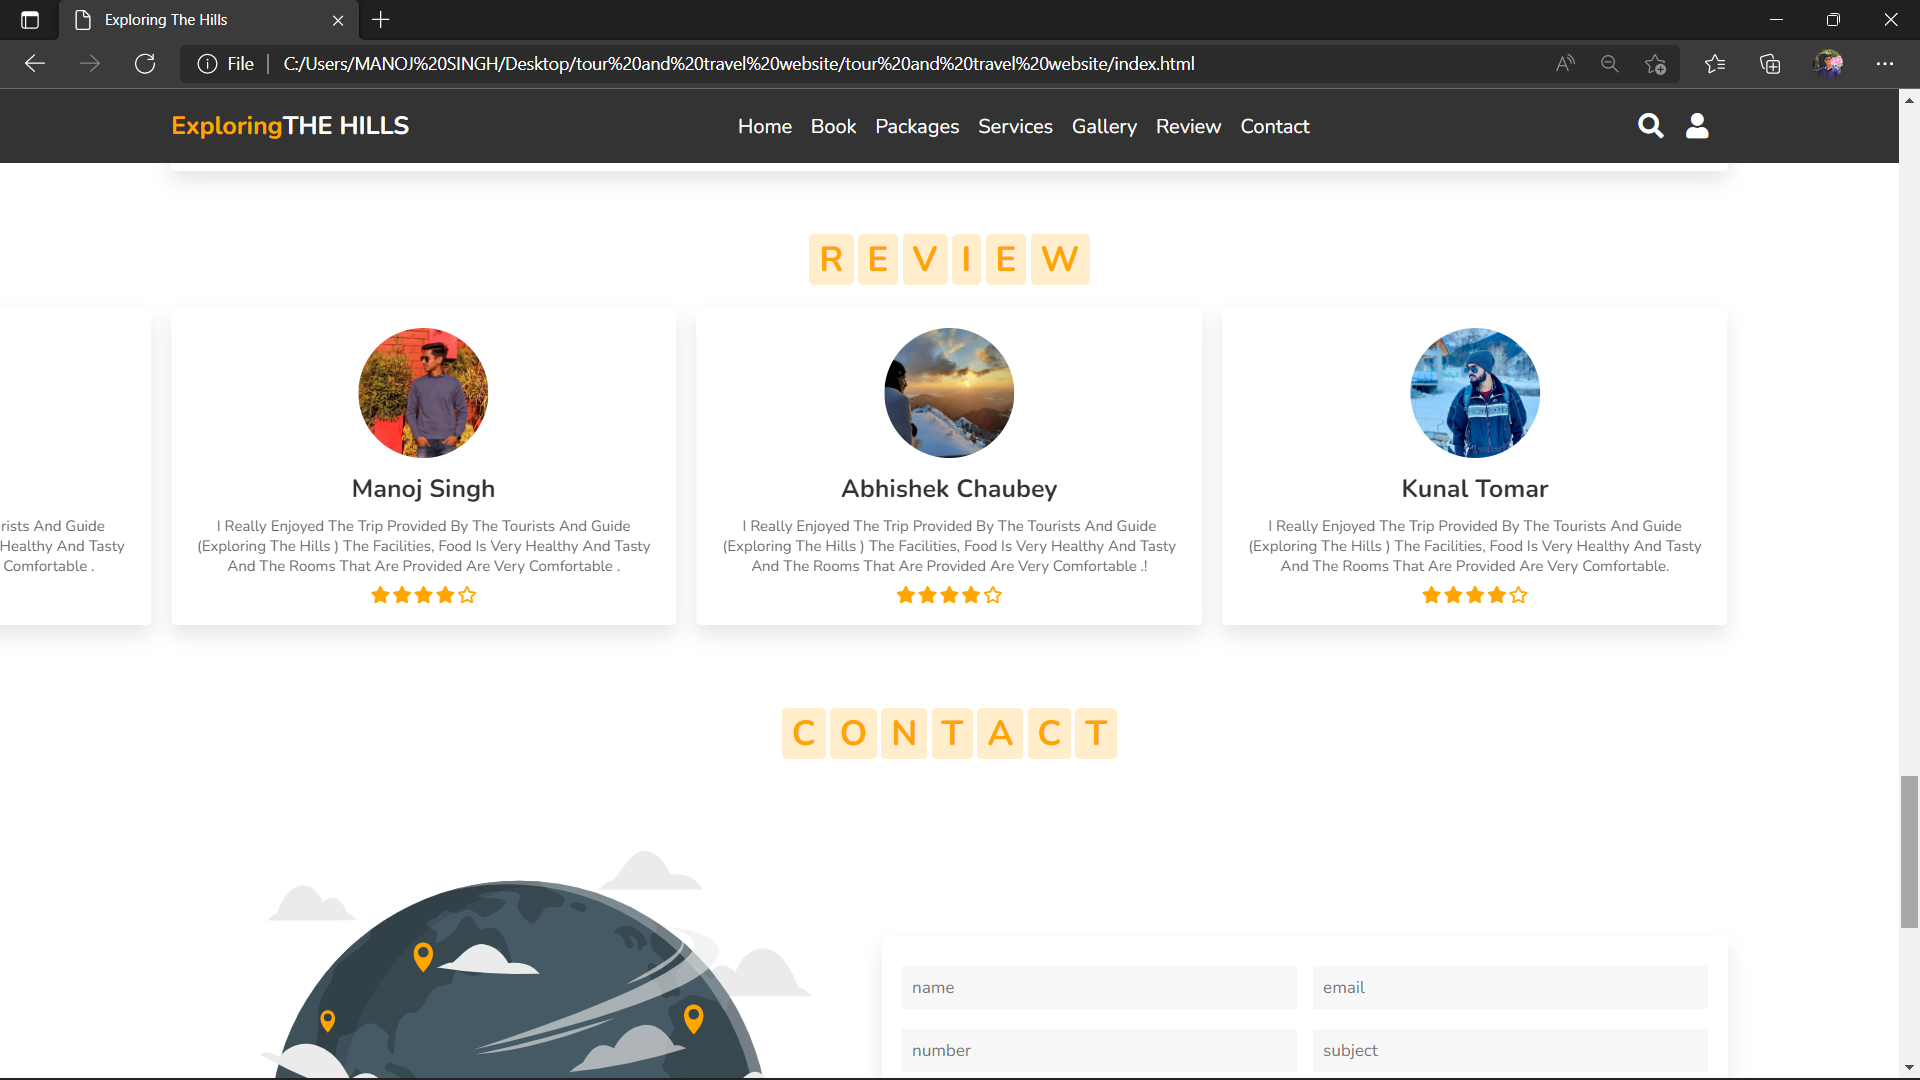 Exploring The Hills
File
C:/Users/MANOJ%20SINGH/Desktop/tour%20and%20travel%20website/tour%20and%20travel%20website/index.html
ExploringTHE HILLS
Home Book Packages Services Gallery Review Contact
REVIEW
rists And Guide
Healthy And Tasty
Comfortable .
Manoj Singh
I Really Enjoyed The Trip Provided By The Tourists And Guide
(Exploring The Hills ) The Facilities, Food Is Very Healthy And Tasty
And The Rooms That Are Provided Are Very Comfortable .
Abhishek Chaubey
I Really Enjoyed The Trip Provided By The Tourists And Guide
(Exploring The Hills ) The Facilities, Food Is Very Healthy And Tasty
And The Rooms That Are Provided Are Very Comfortable .!
Kunal Tomar
I Really Enjoyed The Trip Provided By The Tourists And Guide
(Exploring The Hills ) The Facilities, Food Is Very Healthy And Tasty
And The Rooms That Are Provided Are Very Comfortable.
CONTACT
name
email
number
subject